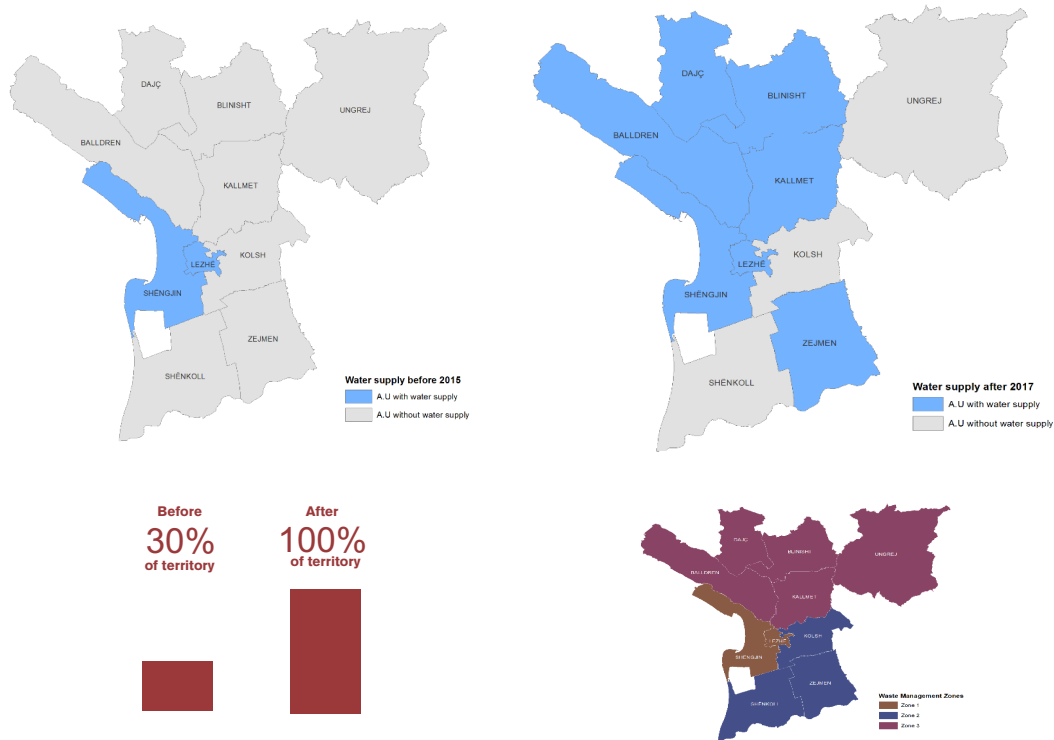 DAJÇ
BLINISHT
UNGREJ
BALLDREN
KALLMET
KOLSH
LEZHË
SHËNGJIN
ZEJMEN
SHËNKOLL
Water supply before 2015
A.U with water supply
A.U without water supply
DAJÇ
BLINISHT
UNGREJ
BALLDREN
KALLMET
KOLSH
LEZHË
SHËNGJIN
ZEJMEN
SHËNKOLL
Water supply after 2017
A.U with water supply
A.U without water supply
Before
30%
of territory
After
100%
of territory
DAJÇ
BLINISHT
UNGREJ
BALLDREN
KALLMET
KOLSH
LEZHË
SHËNGJIN
ZEJMEN
SHËNKOLL
Waste Management Zones
Zone 1
Zone 2
Zone 3